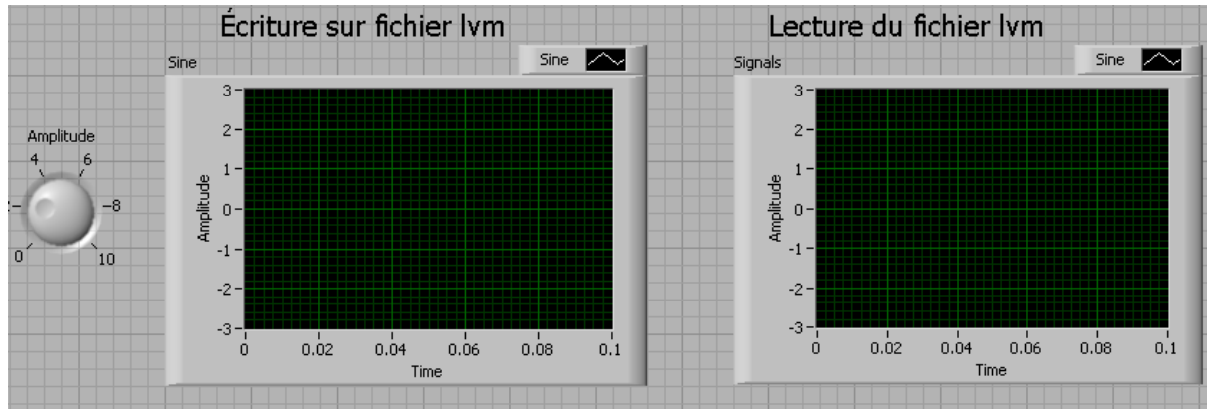 Écriture sur fichier lvm
Sine
Sine
3
2
1
0
-1
-2
-3
Amplitude
0 0.02 0.04 0.06 0.08 0.1
Time
Amplitude
4 6
2 8
0 10
Lecture du fichier lvm
Signals
Sine
3
2
1
0
-1
-2
-3
Amplitude
0 0.02 0.04 0.06 0.08 0.1
Time